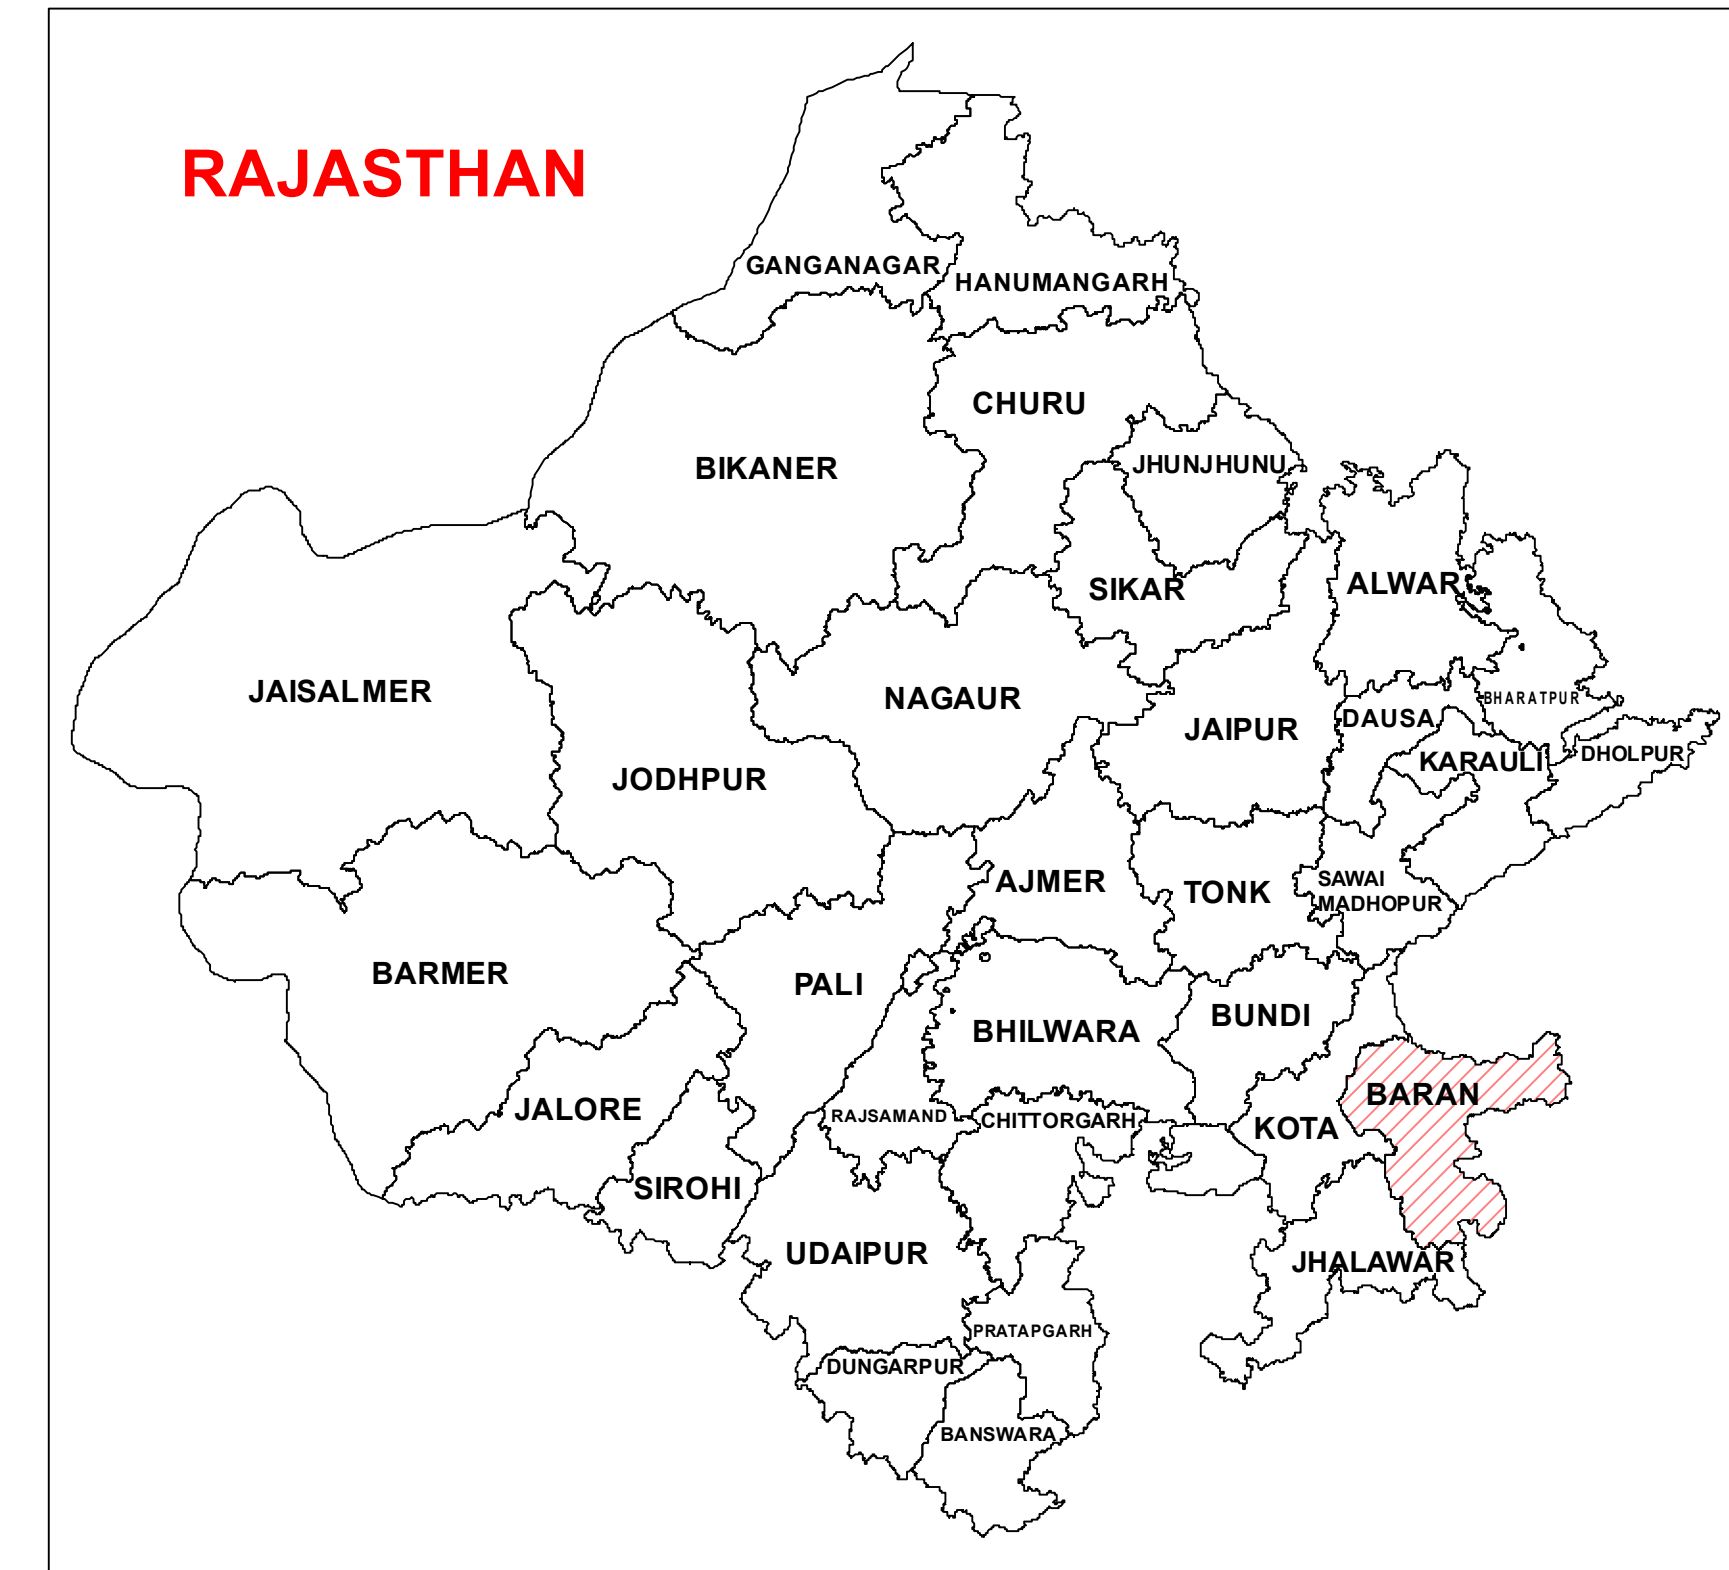 RAJASTHAN
GANGANAGAR
HANUMANGARH
CHURU
BIKANER
JHUNJHUNU
SIKAR
ALWAR
JAISALMER
NAGAUR
BHARATPUR
JAIPUR
DAUSA
KARAULI
DHOLPUR
JODHPUR
AJMER
TONK
SAWAI
MADHOPUR
BARMER
PALI
BHILWARA
BUNDI
BARAN
JALORE
RAJSAMAND
CHITTORGARH
KOTA
SIROHI
UDAIPUR
JHALAWAR
PRATAPGARH
DUNGARPUR
BANSWARA